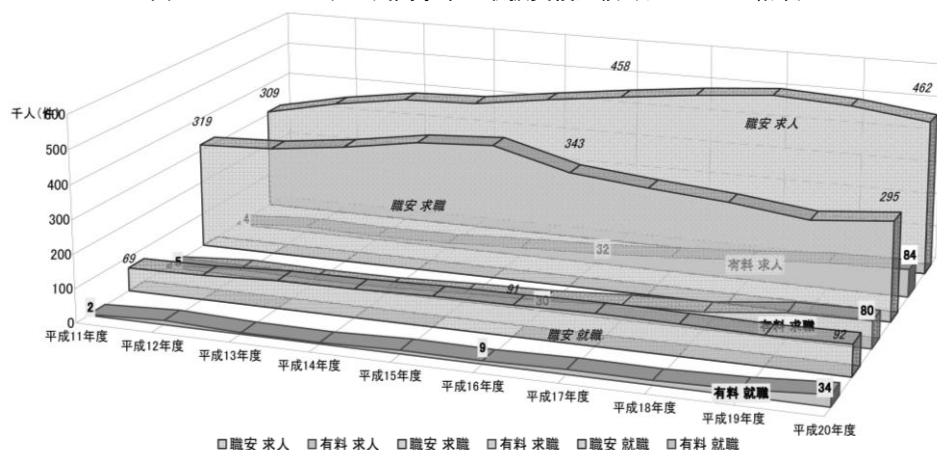 458
462
309
千人(件)
600
職安 求人
319
500
343
400
295
職安 求職
300
4
32
84
200
有料 求人
69
5
91
30
100
80
有料 求職
92
2
職安 就職
0
9
34
有料 就職
平成11年度
平成12年度
平成13年度
平成14年度
平成15年度
平成16年度
平成17年度
平成18年度
平成19年度
平成20年度
職安 求人 有料 求人 職安 求職 有料 求職 職安 就職 有料 就職